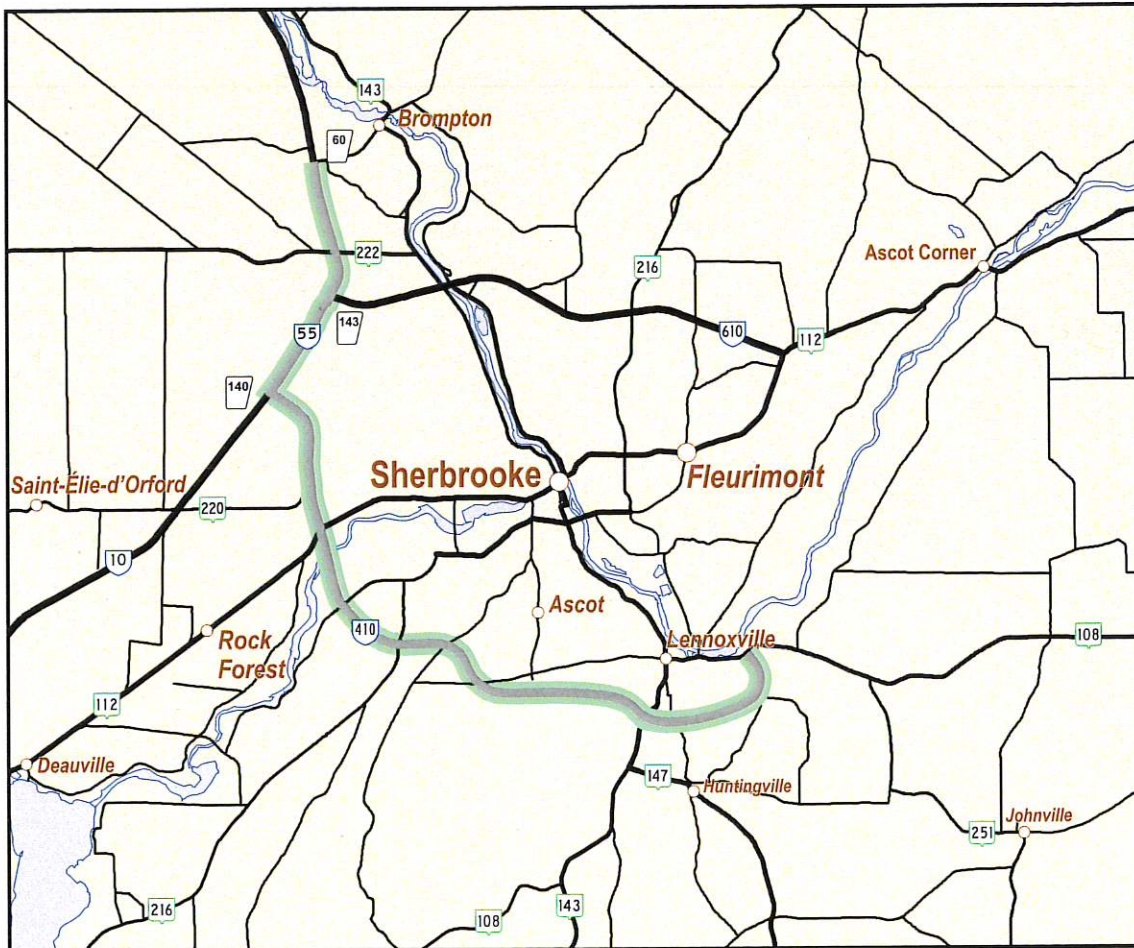 143
Brompton
60
222
216
Ascot Corner
55
143
610
112
140
Sherbrooke
Fleurimont
Saint-Élie-d'Orford
220
10
Ascot
410
Lennoxville
108
Rock
Forest
112
Deauville
147
Huntingville
251
Johnville
216
108
143